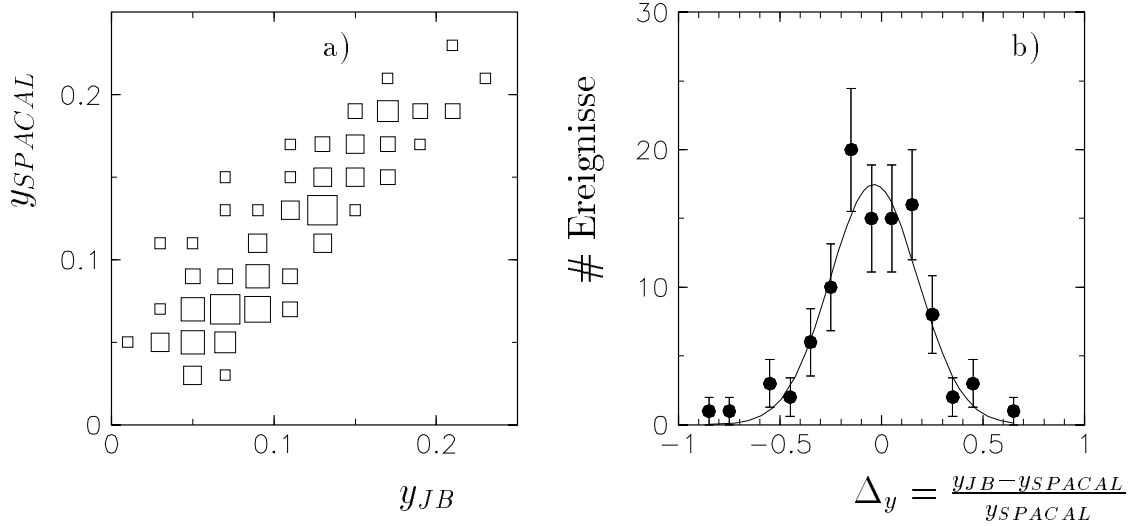 a)
y_{SPACAL}
0.2
0.1
0
0 0.1 0.2
y_{JB}
b)
# Ereignisse
30
20
10
0
-1 -0.5 0 0.5 1
Δ_y = \frac{y_{JB}-y_{SPACAL}}{y_{SPACAL}}